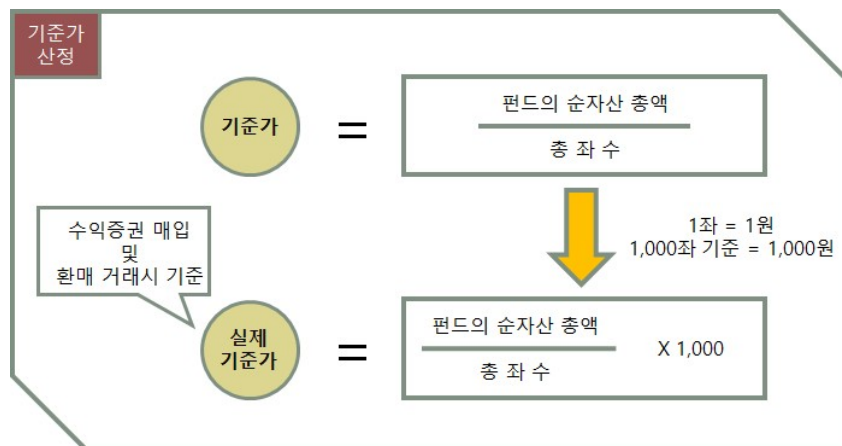 기준가
산정
기준가
=
펀드의 순자산 총액
총 좌 수
1좌 = 1원
1,000좌 기준 = 1,000원
수익증권 매입
및
환매 거래시 기준
실제
기준가
=
펀드의 순자산 총액
총 좌 수
X 1,000